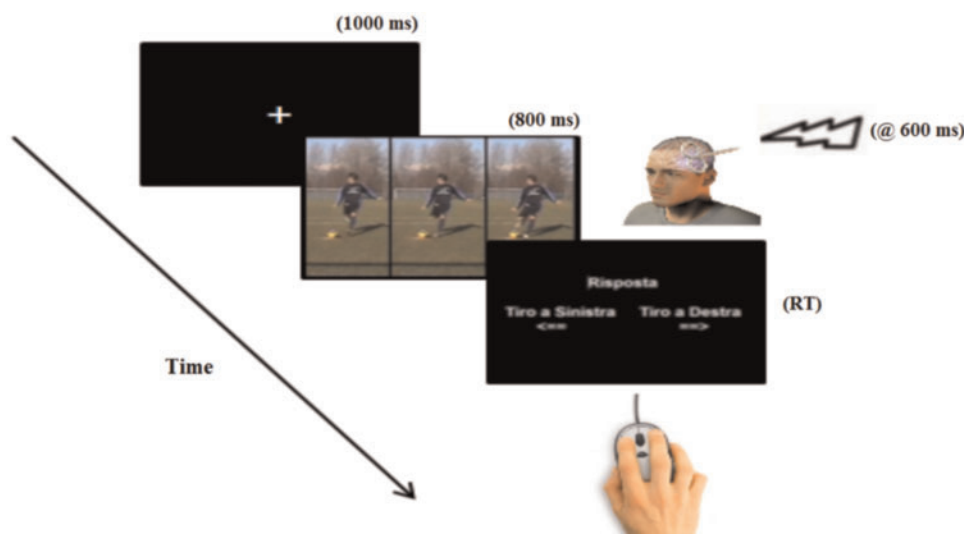 (1000 ms)
(800 ms)
(@ 600 ms)
Risposta
Tiro a Sinistra
<==
Tiro a Destra
==>
(RT)
Time